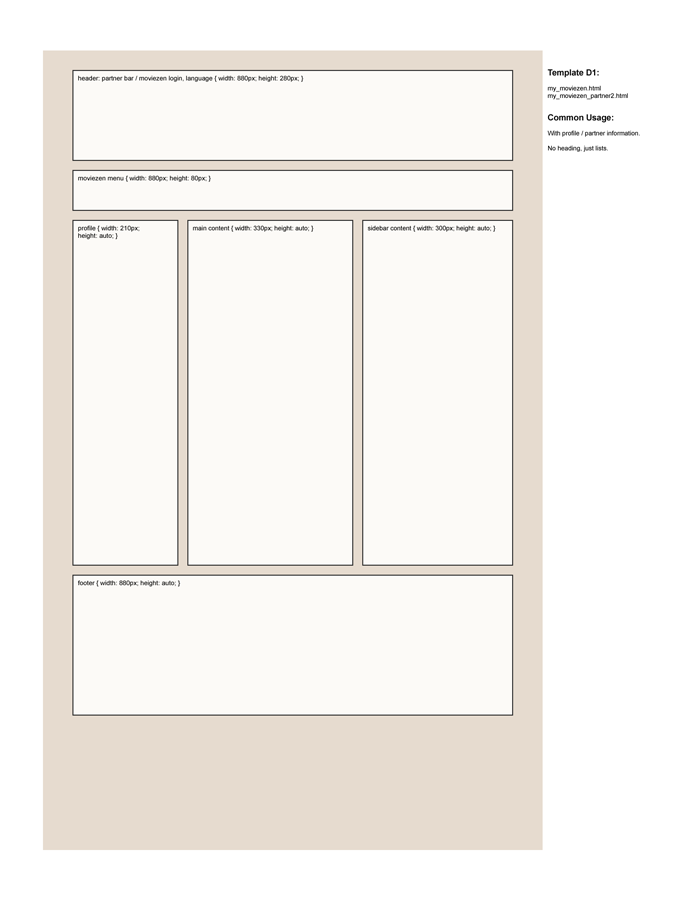 header: partner bar / moviezen login, language { width: 880px; height: 280px; }
Template D1:
my_moviezen.html
my_moviezen_partner2.html
Common Usage:
With profile / partner information.
No heading, just lists.
moviezen menu { width: 880px; height: 80px; }
profile { width: 210px;
height: auto; }
main content { width: 330px; height: auto; }
sidebar content { width: 300px; height: auto; }
footer { width: 880px; height: auto; }